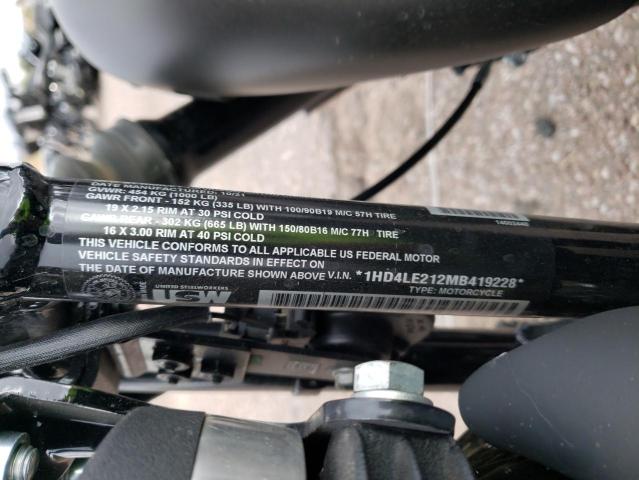 DATE MANUFACTURED: 10/21
GVWR: 454 KG (1000 LB)
GAWR FRONT - 152 KG (335 LB) WITH 100/90B19 M/C 57H TIRE
19 X 2.15 RIM AT 30 PSI COLD
GAWR REAR - 302 KG (665 LB) WITH 150/80B16 M/C 77H TIRE
16 X 3.00 RIM AT 40 PSI COLD
THIS VEHICLE CONFORMS TO ALL APPLICABLE US FEDERAL MOTOR
VEHICLE SAFETY STANDARDS IN EFFECT ON
THE DATE OF MANUFACTURE SHOWN ABOVE V.I.N. *1HD4LE212MB419228*
TYPE: MOTORCYCLE
UNITED STEELWORKERS
USW